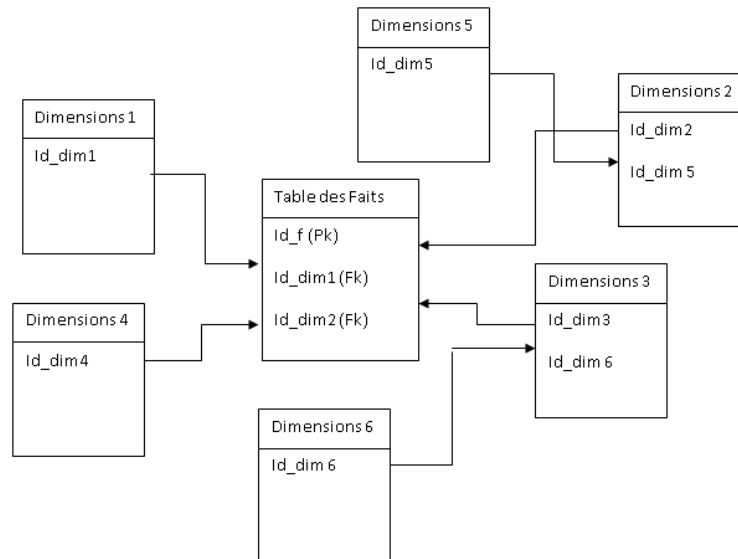 Dimensions 5
Id_dim5
Dimensions 2
Id_dim2
Id_dim 5
Dimensions 1
Id_dim1
Table des Faits
Id_f (Pk)
Id_dim1 (Fk)
Id_dim2 (Fk)
Dimensions 3
Id_dim3
Id_dim 6
Dimensions 4
Id_dim4
Dimensions 6
Id_dim 6